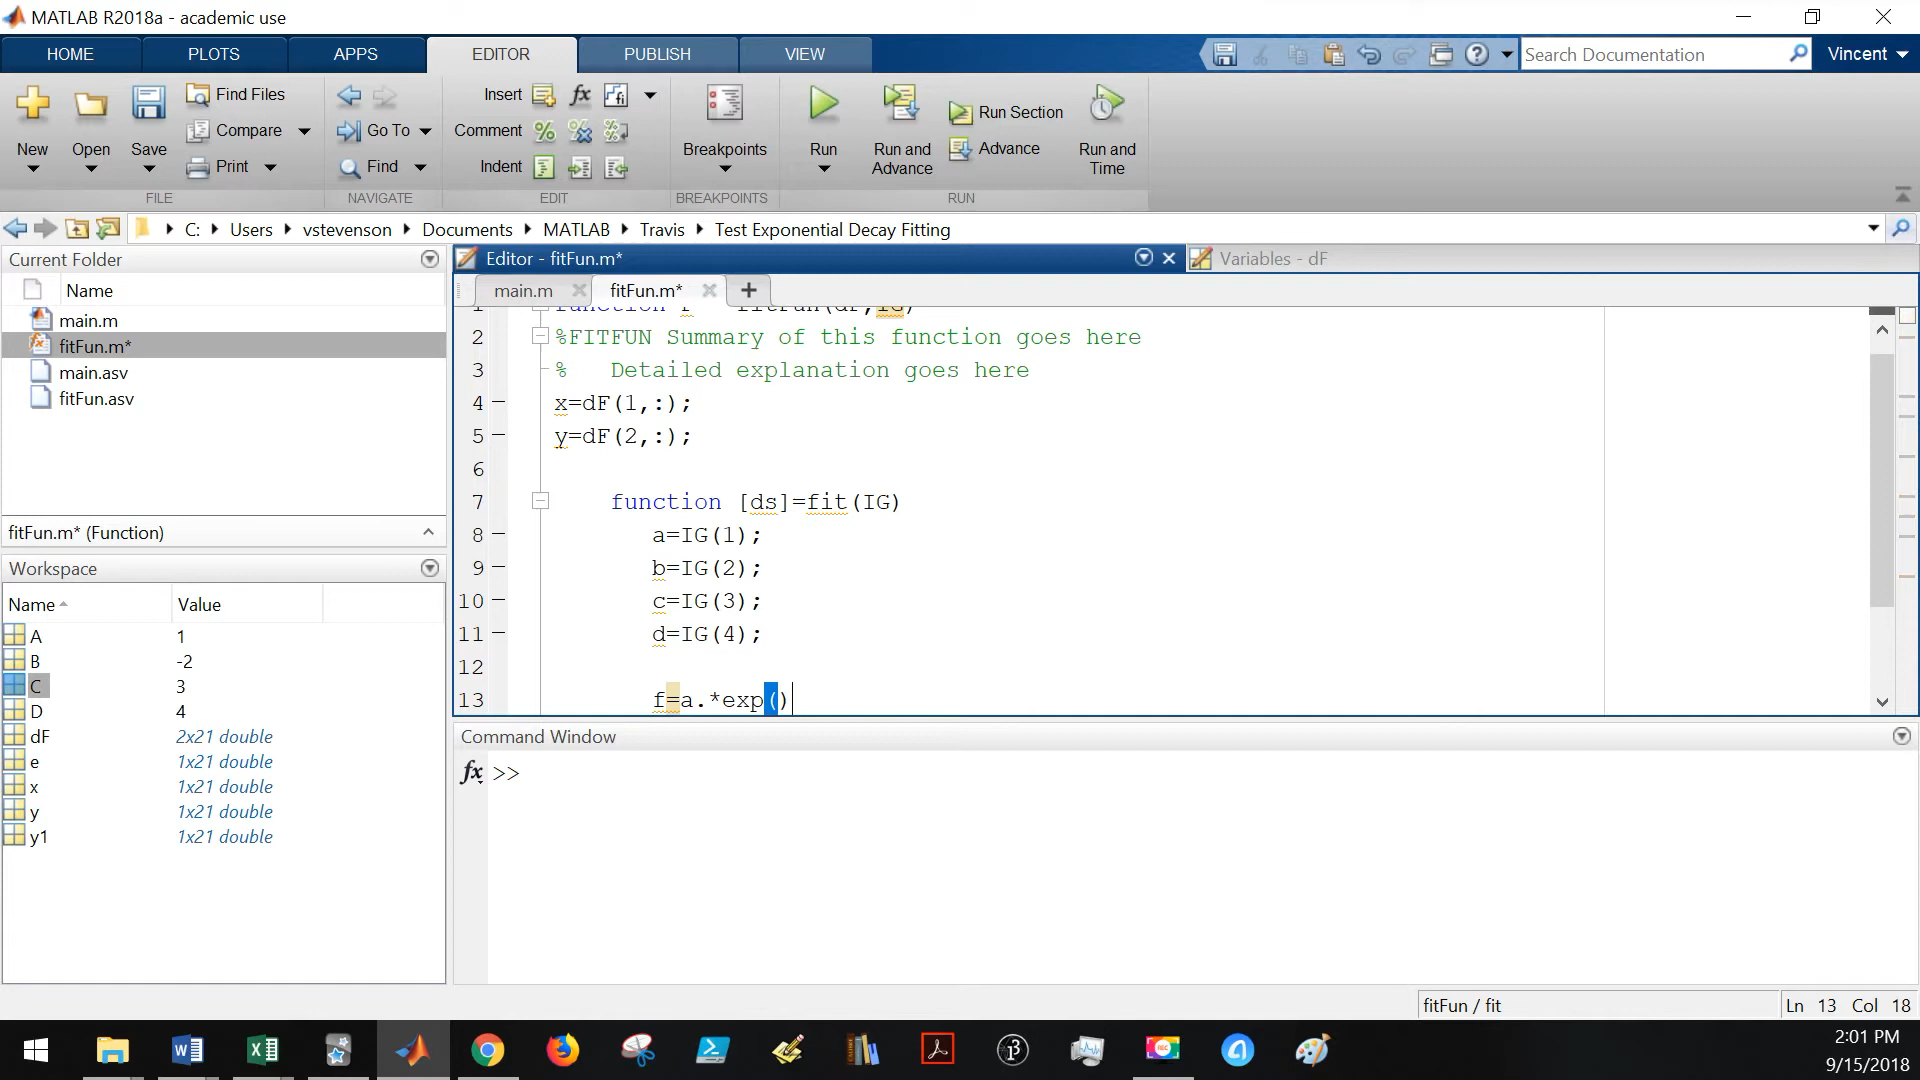 MATLAB R2018a - academic use
HOME PLOTS APPS EDITOR PUBLISH VIEW Search Documentation Vincent
New Open Save Find Files Compare Print
FILE
Go To Find
NAVIGATE
Insert fx fi
Comment % %
Indent
EDIT
Breakpoints
BREAKPOINTS
Run Run and Advance Run Section Advance Run and Time
RUN
C: Users vstevenson Documents MATLAB Travis Test Exponential Decay Fitting
Current Folder
Name
main.m
fitFun.m*
main.asv
fitFun.asv
fitFun.m* (Function)
Workspace
Name Value
A 1
B -2
C 3
D 4
dF 2x21 double
e 1x21 double
x 1x21 double
y 1x21 double
y1 1x21 double
Editor - fitFun.m* Variables - dF
main.m fitFun.m* +
2 %FITFUN Summary of this function goes here
3 % Detailed explanation goes here
4 x=dF(1,:);
5 y=dF(2,:);
6
7 function [ds]=fit(IG)
8 a=IG(1);
9 b=IG(2);
10 c=IG(3);
11 d=IG(4);
12
13 f=a.*exp()
Command Window
fx >>
fitFun / fit Ln 13 Col 18
2:01 PM
9/15/2018